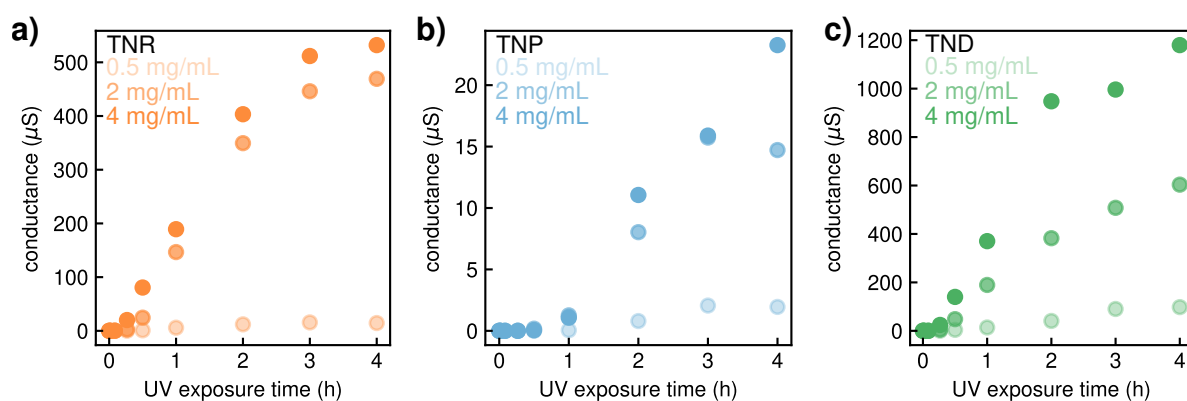 a)
TNR
0.5 mg/mL
2 mg/mL
4 mg/mL
500
400
300
200
100
0
conductance (µS)
0 1 2 3 4
UV exposure time (h)
b)
TNP
0.5 mg/mL
2 mg/mL
4 mg/mL
20
15
10
5
0
conductance (µS)
0 1 2 3 4
UV exposure time (h)
c)
TND
0.5 mg/mL
2 mg/mL
4 mg/mL
1200
1000
800
600
400
200
0
conductance (µS)
0 1 2 3 4
UV exposure time (h)